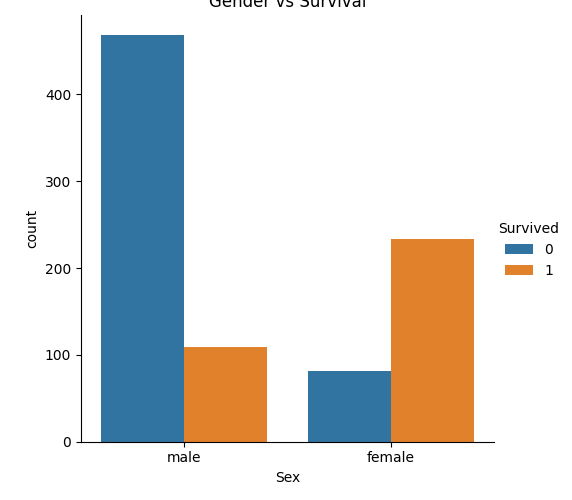 Gender vs Survival
400
300
200
100
0
count
male
female
Sex
Survived
0
1